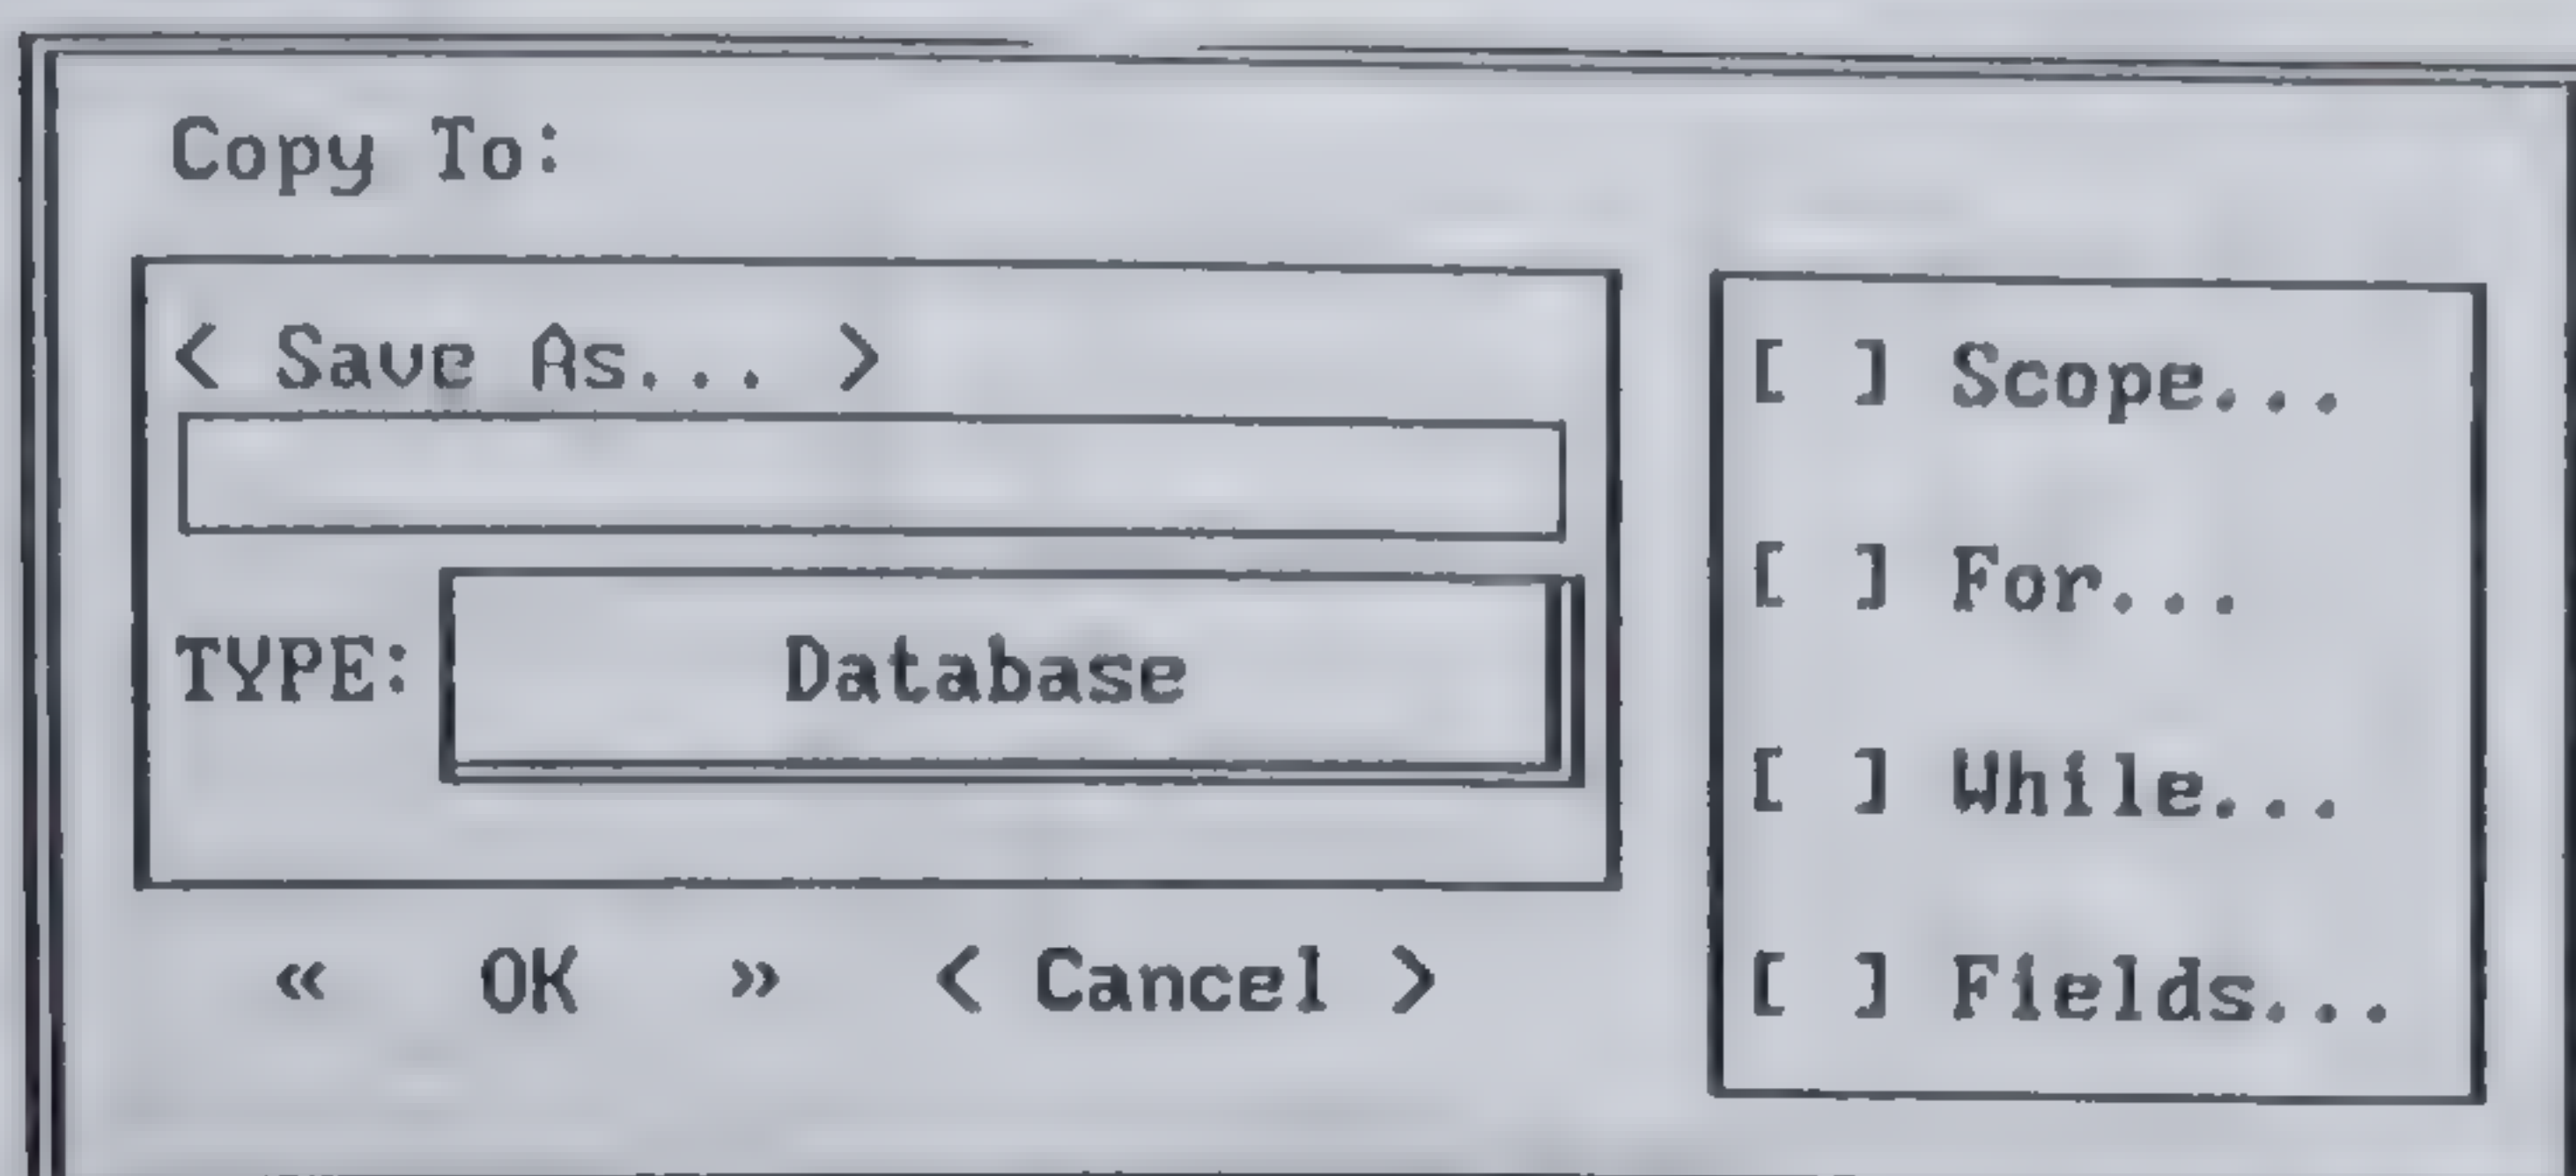 Copy To:
< Save As... >
TYPE: Database
« OK » < Cancel >
[ ] Scope...
[ ] For...
[ ] While...
[ ] Fields...